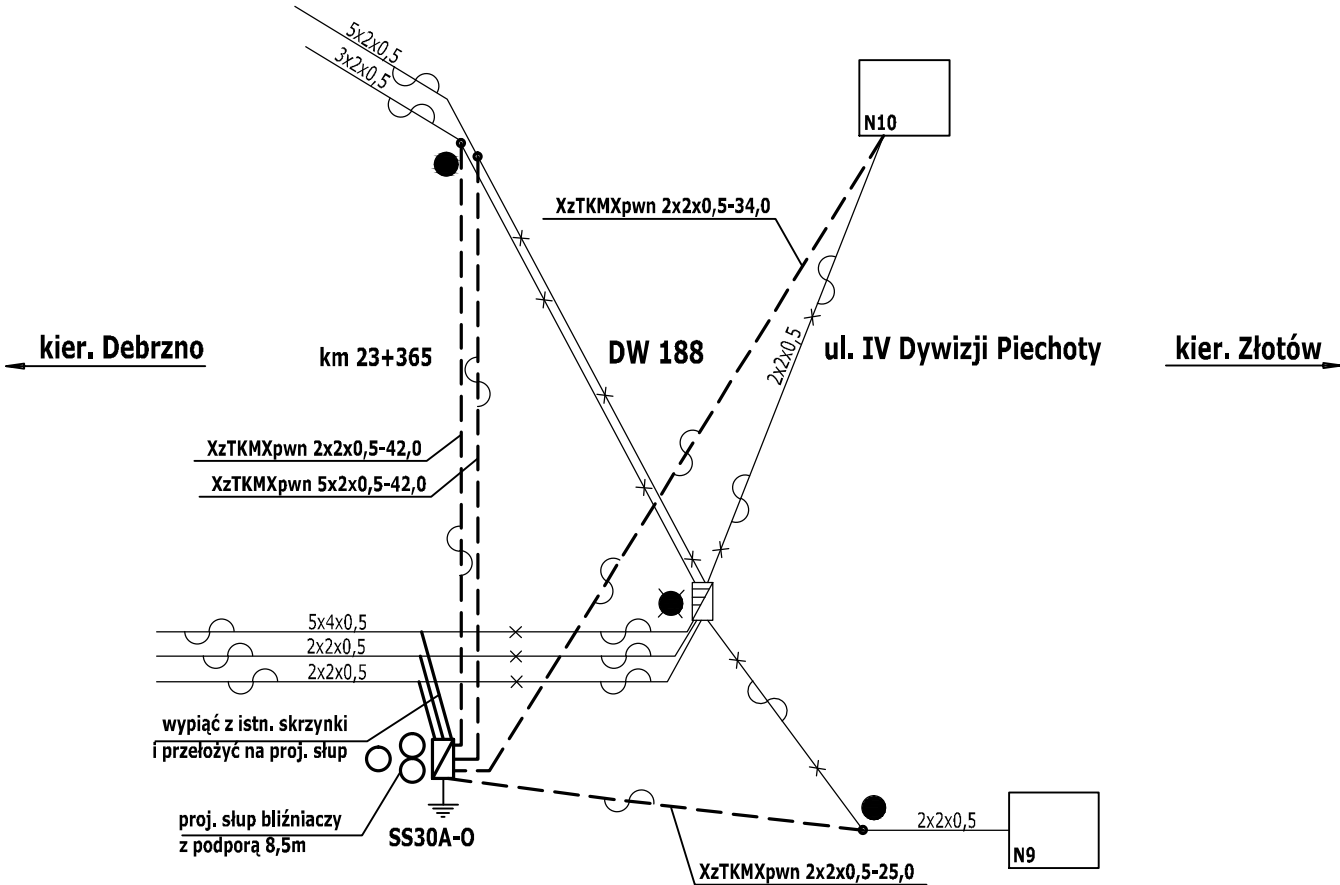 5x2x0,5
3x2x0,5
N10
XzTKMXpwn 2x2x0,5-34,0
kier. Debrzno
km 23+365
DW 188
2x2x0,5
ul. IV Dywizji Piechoty
kier. Złotów
XzTKMXpwn 2x2x0,5-42,0
XzTKMXpwn 5x2x0,5-42,0
5x4x0,5
2x2x0,5
2x2x0,5
wypiąć z istn. skrzynki
i przełożyć na proj. słup
proj. słup bliźniaczy
z podporą 8,5m
SS30A-O
2x2x0,5
N9
XzTKMXpwn 2x2x0,5-25,0